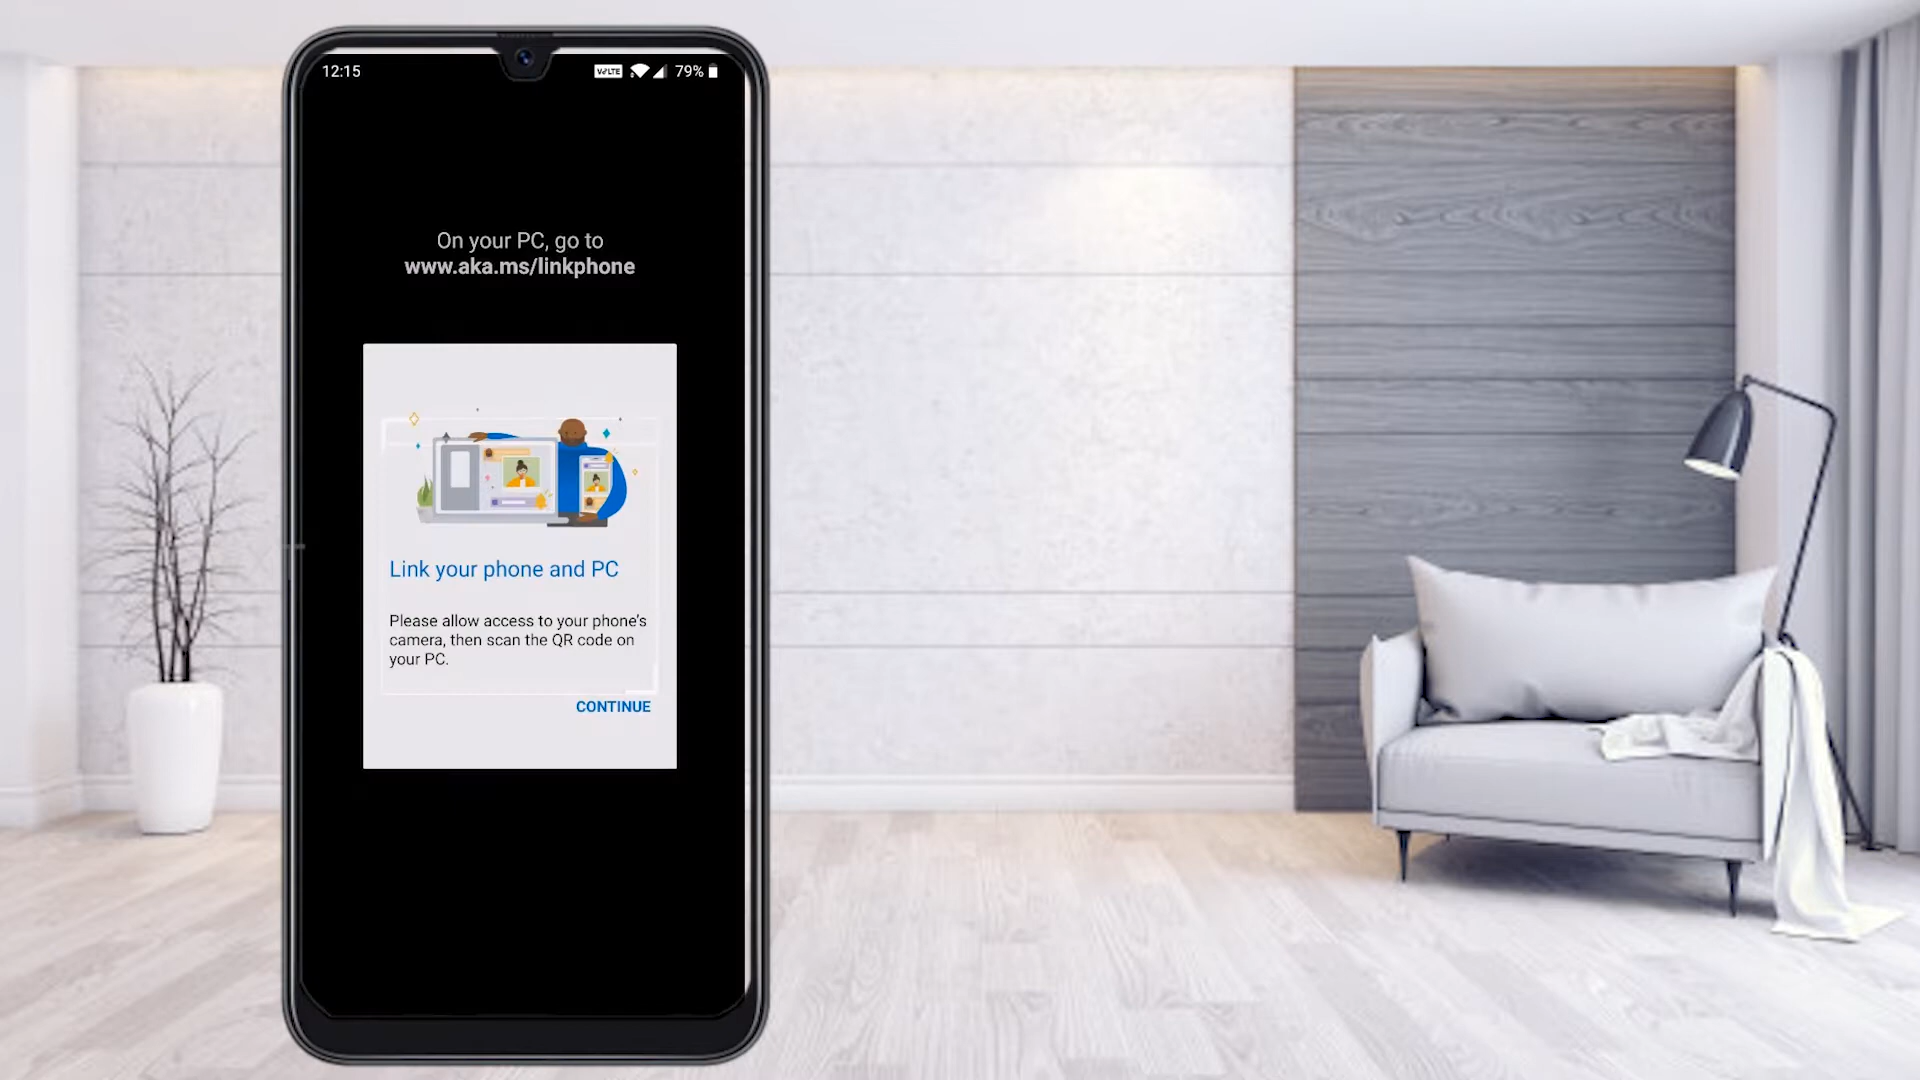 12:15
VoLTE 79%
On your PC, go to
www.aka.ms/linkphone
Link your phone and PC
Please allow access to your phone's
camera, then scan the QR code on
your PC.
CONTINUE